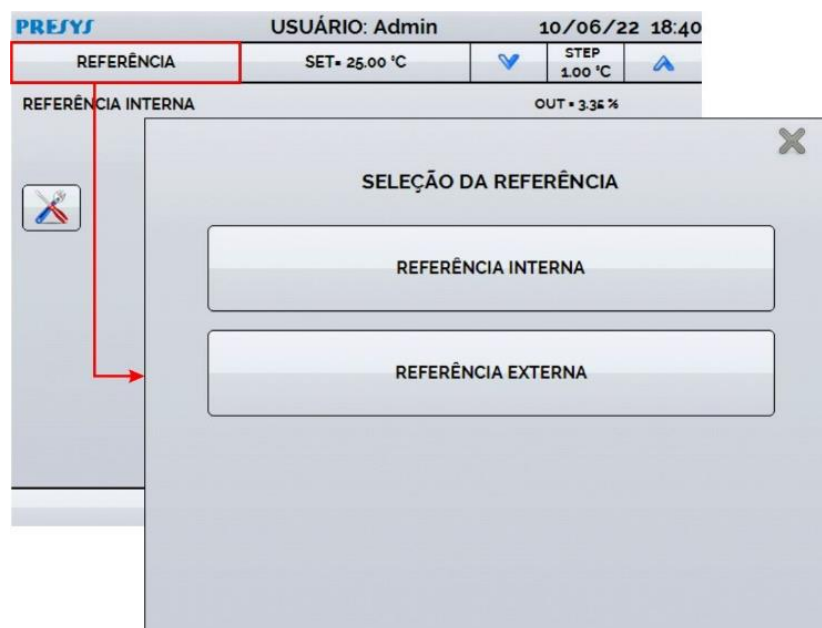 PRESYS USUÁRIO: Admin 10/06/22 18:40
REFERÊNCIA SET= 25.00 °C STEP
1.00 °C
REFERÊNCIA INTERNA OUT = 3.36 %
SELEÇÃO DA REFERÊNCIA
REFERÊNCIA INTERNA
REFERÊNCIA EXTERNA